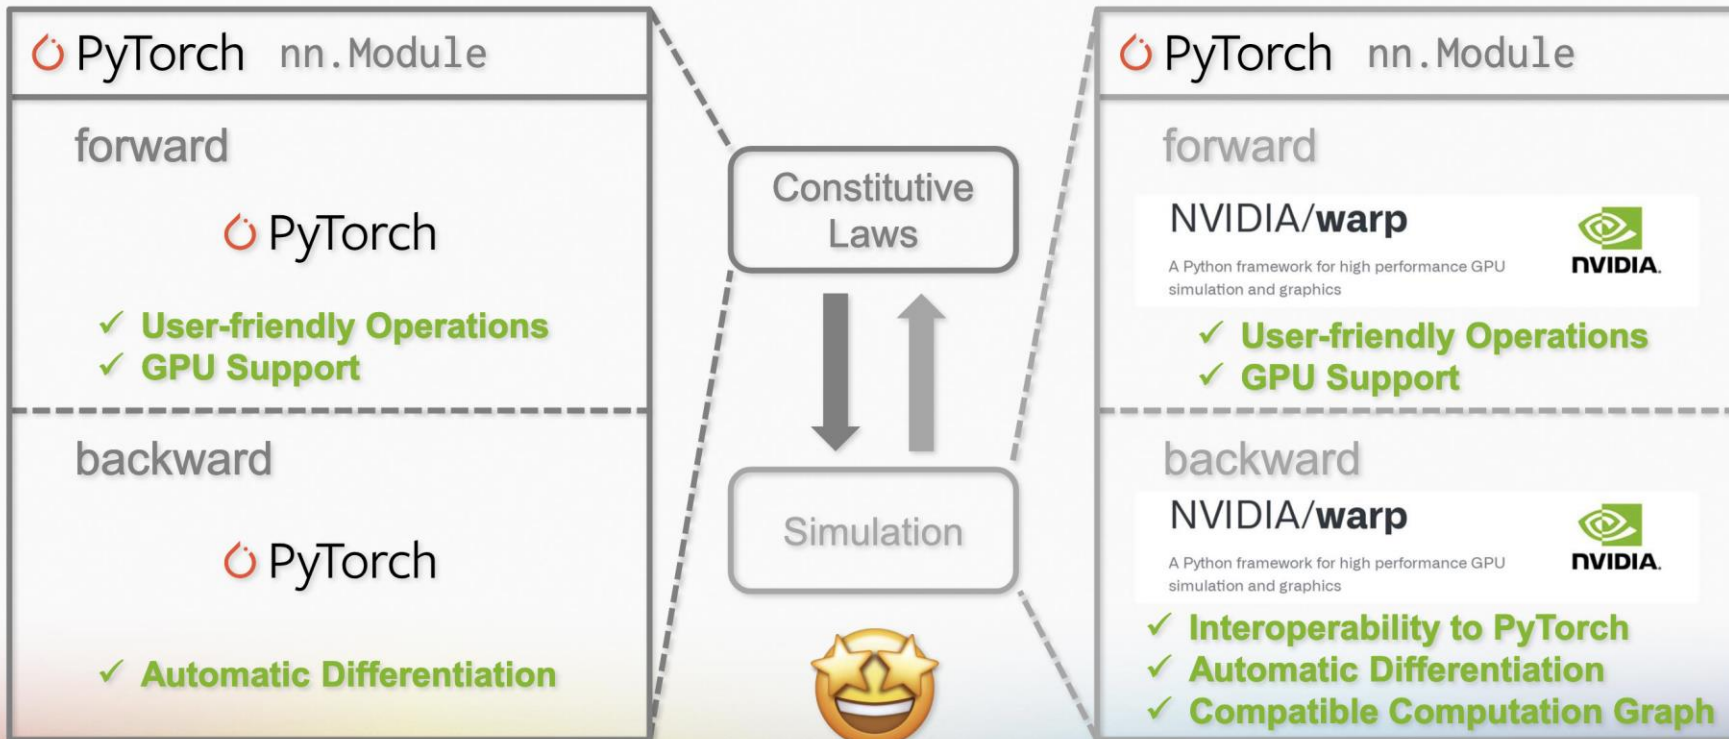 PyTorch nn.Module
forward
PyTorch
✓ User-friendly Operations
✓ GPU Support
backward
PyTorch
✓ Automatic Differentiation
Constitutive
Laws
Simulation
PyTorch nn.Module
forward
NVIDIA/warp
A Python framework for high performance GPU
simulation and graphics
NVIDIA.
✓ User-friendly Operations
✓ GPU Support
backward
NVIDIA/warp
A Python framework for high performance GPU
simulation and graphics
NVIDIA.
✓ Interoperability to PyTorch
✓ Automatic Differentiation
✓ Compatible Computation Graph